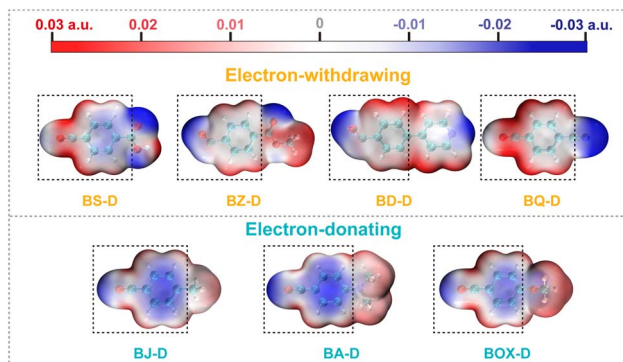 0.03 a.u. 0.02 0.01 0 -0.01 -0.02 -0.03 a.u.
Electron-withdrawing
BS-D BZ-D BD-D BQ-D
Electron-donating
BJ-D BA-D BOX-D